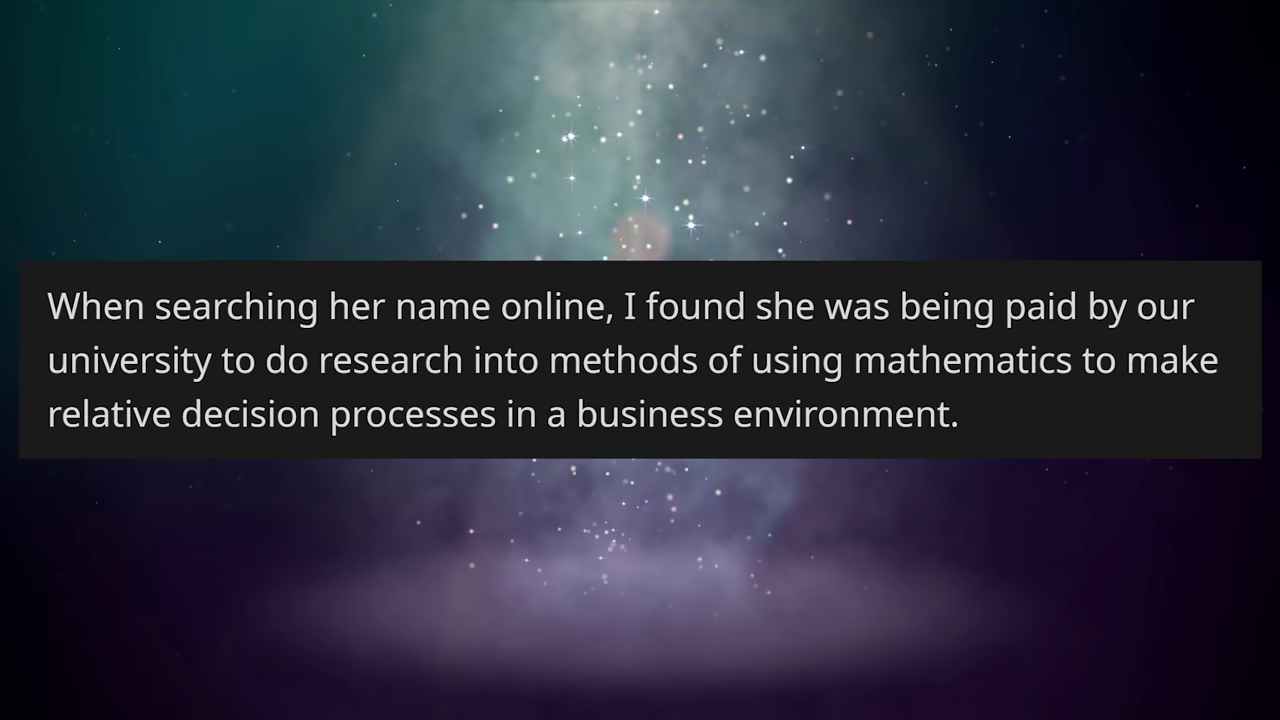 When searching her name online, I found she was being paid by our
university to do research into methods of using mathematics to make
relative decision processes in a business environment.